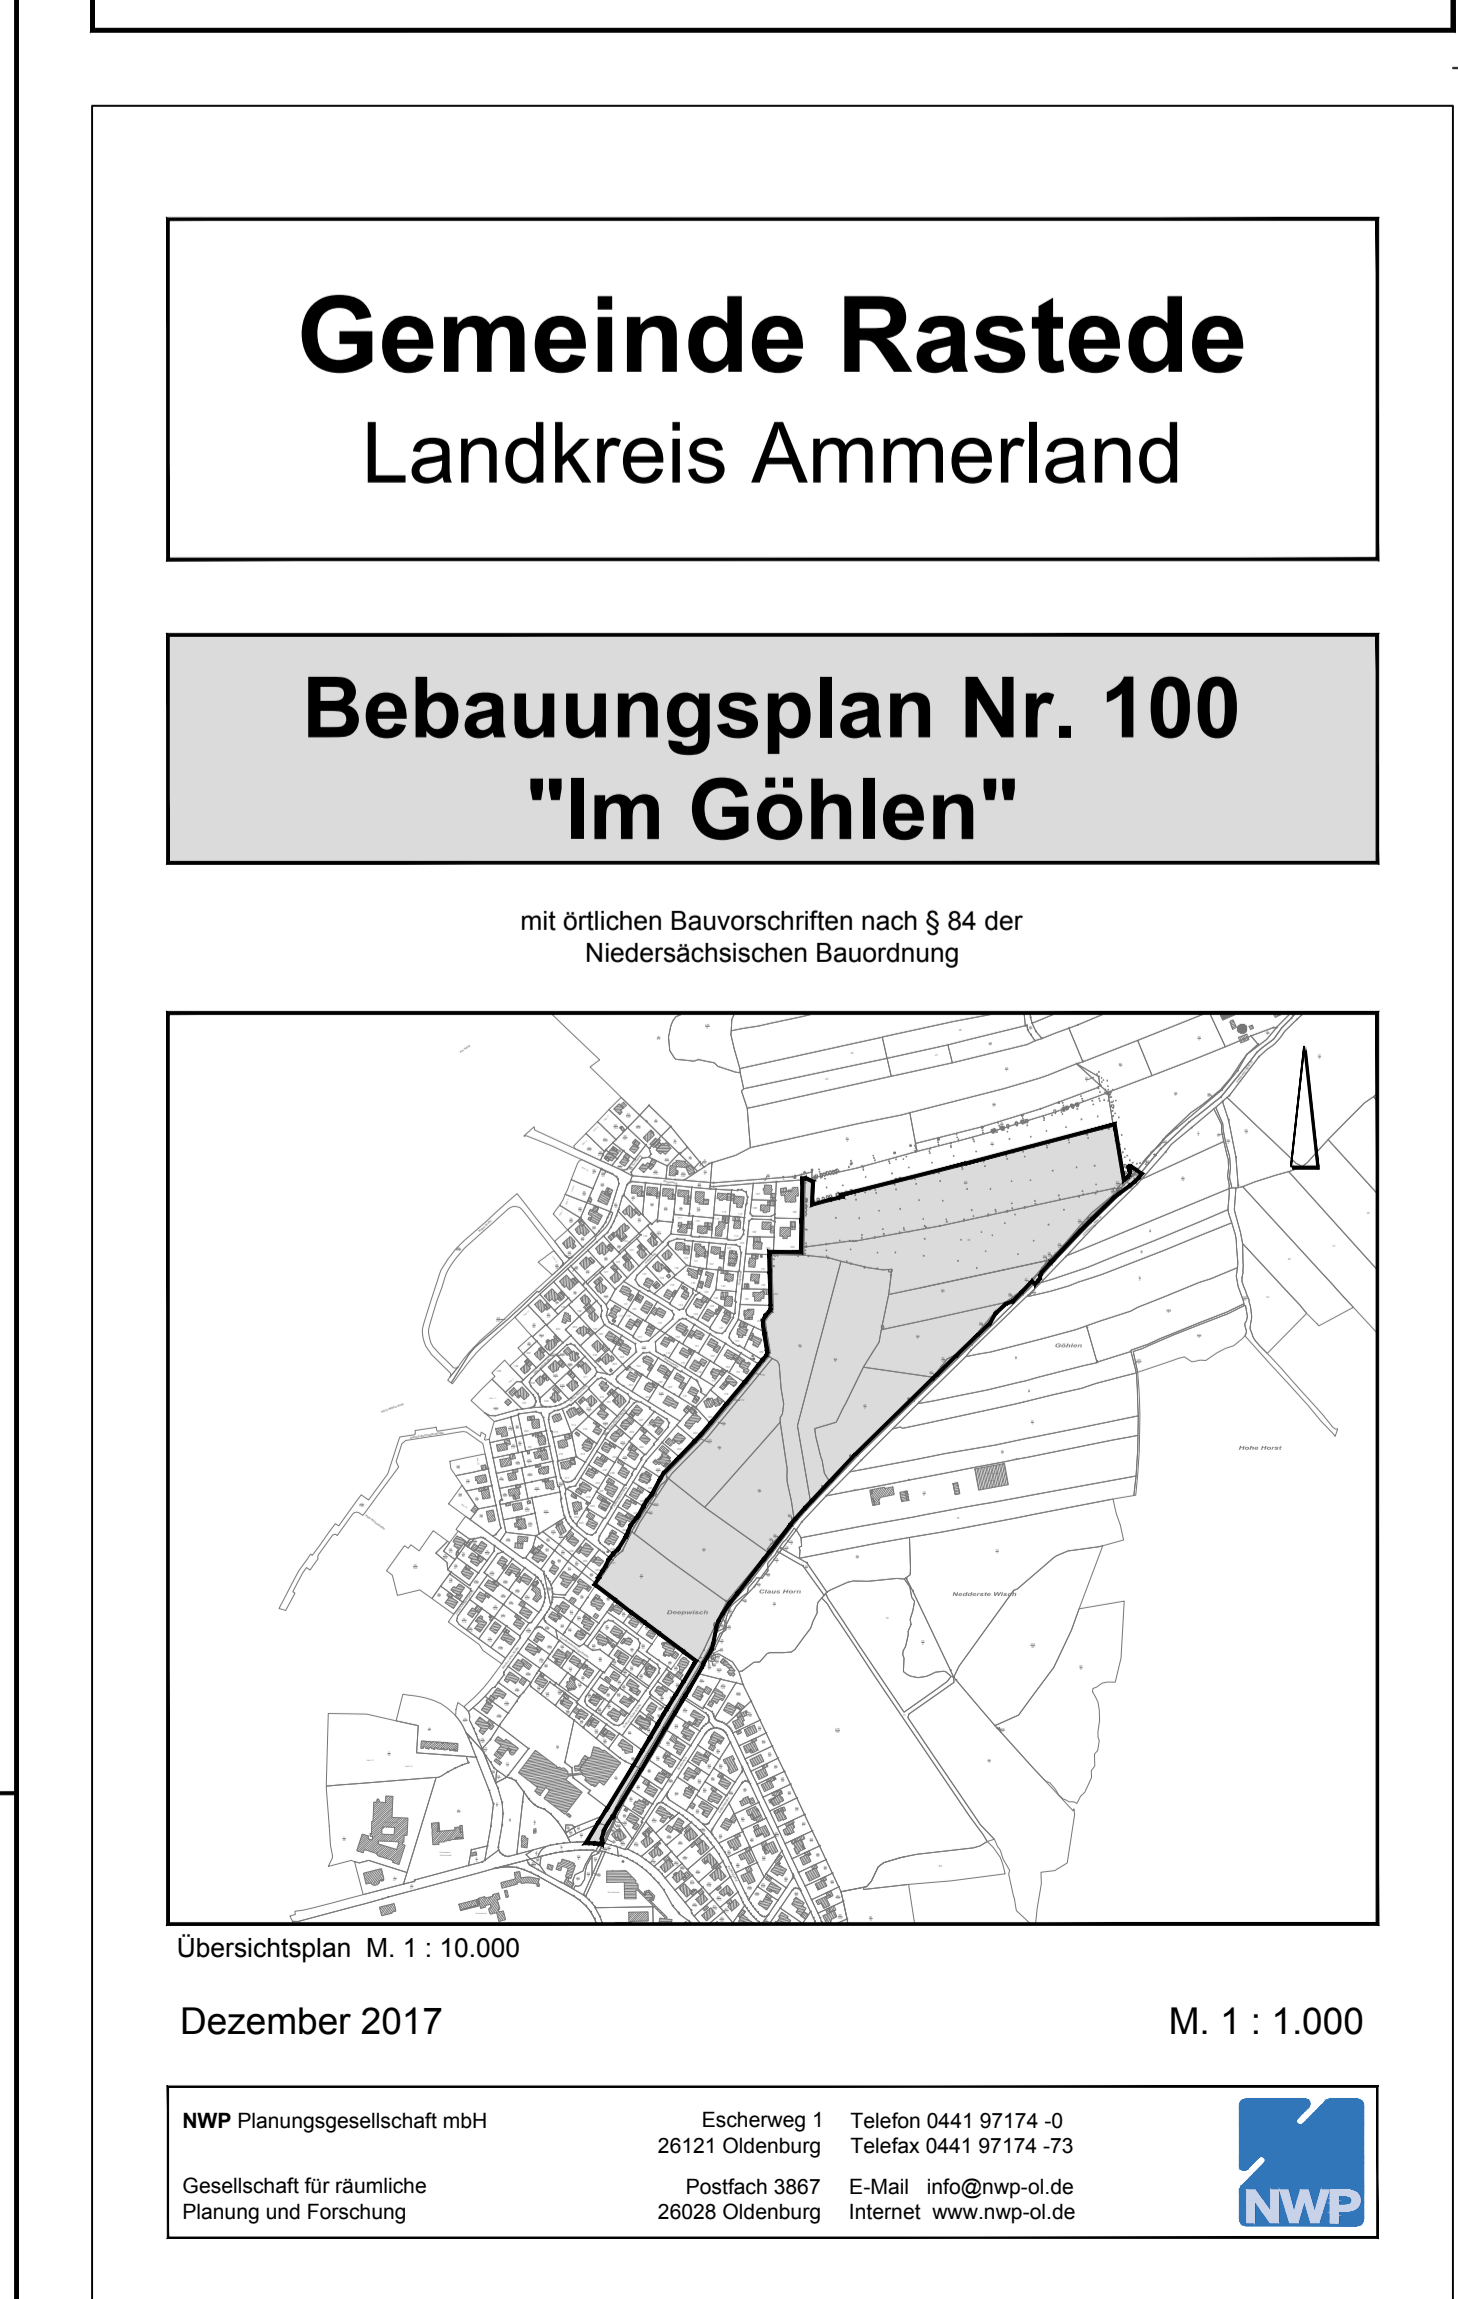 Gemeinde Rastede
Landkreis Ammerland
Bebauungsplan Nr. 100
"Im Göhlen"
mit örtlichen Bauvorschriften nach § 84 der
Niedersächsischen Bauordnung
Göhlen
Hohe Horst
Claus Horn
Nedderste Wisch
Deepwisch
Übersichtsplan M. 1 : 10.000
Dezember 2017
M. 1 : 1.000
NWP Planungsgesellschaft mbH
Gesellschaft für räumliche
Planung und Forschung
Escherweg 1
26121 Oldenburg
Postfach 3867
26028 Oldenburg
Telefon 0441 97174 -0
Telefax 0441 97174 -73
E-Mail info@nwp-ol.de
Internet www.nwp-ol.de
NWP